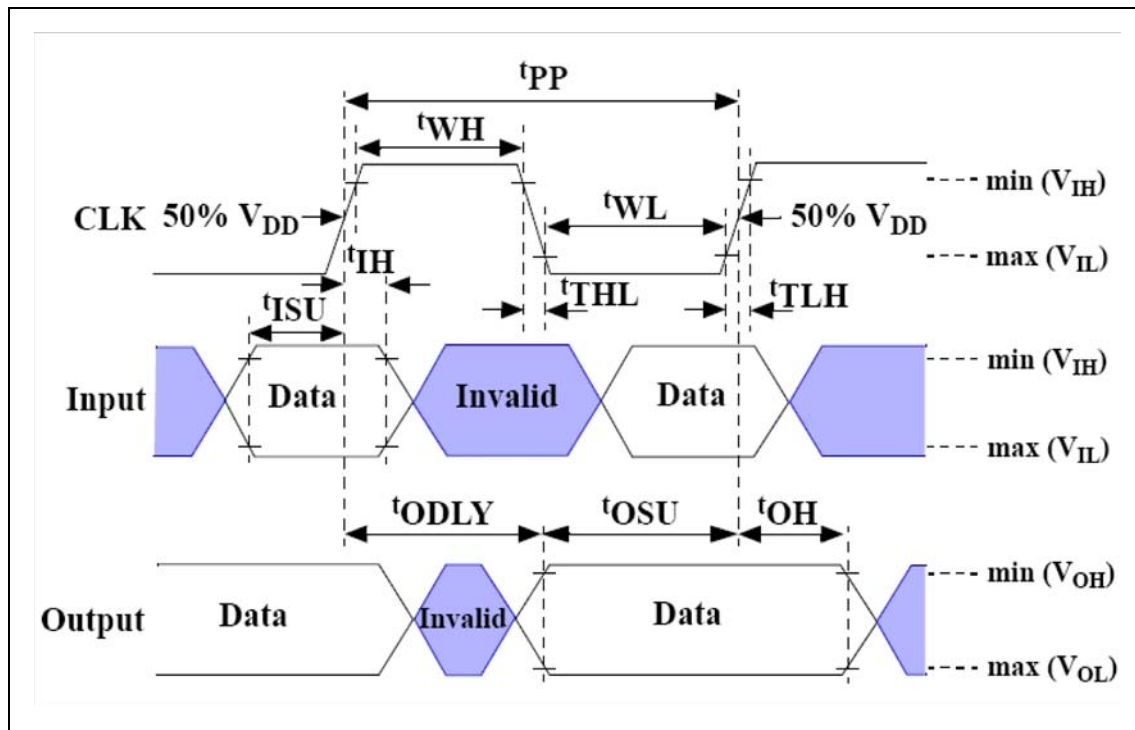 tPP
tWH
CLK 50% VDD
tWL
50% VDD
min (VIH)
max (VIL)
tIH
tISU
tTHL
tTLH
Input
Data
Invalid
Data
min (VIH)
max (VIL)
tODLY
tOSU
tOH
Output
Data
Invalid
Data
min (VOH)
max (VOL)